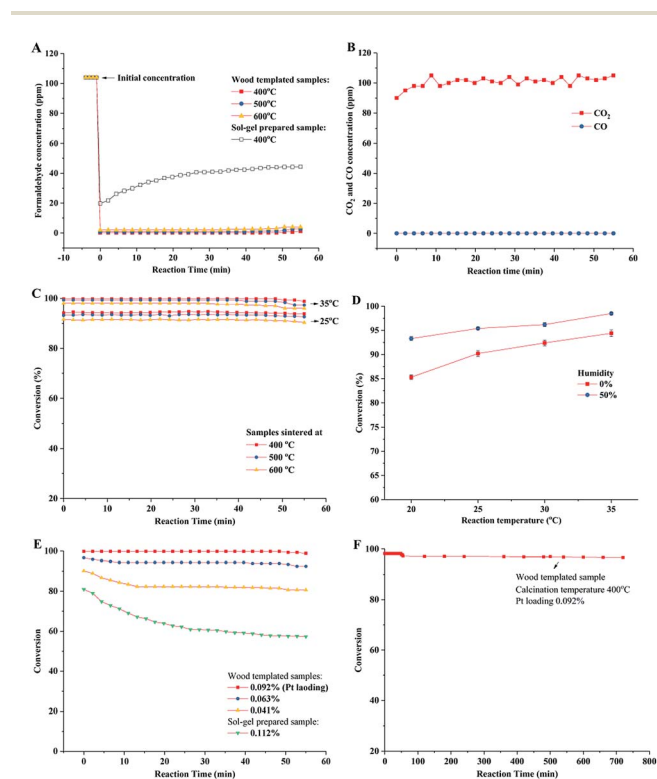 A
120
100
80
60
40
20
0
-10
0
10
20
30
40
50
60
Formaldehyde concentration (ppm)
Reaction Time (min)
Initial concentration
Wood templated samples:
400°C
500°C
600°C
Sol-gel prepared sample:
400°C
B
120
100
80
60
40
20
0
0
10
20
30
40
50
60
CO₂ and CO concentration (ppm)
Reaction time (min)
CO₂
CO
C
100
80
60
40
20
0
10
20
30
40
50
60
Conversion (%)
Reaction Time (min)
35°C
25°C
Samples sintered at
400 °C
500 °C
600 °C
D
100
95
90
85
80
75
70
65
60
20
25
30
35
Conversion (%)
Reaction temperature (°C)
Humidity
0%
50%
E
100
80
60
40
20
0
0
10
20
30
40
50
60
Conversion
Reaction Time (min)
Wood templated samples:
0.092% (Pt laoding)
0.063%
0.041%
Sol-gel prepared sample:
0.112%
F
100
80
60
40
20
0
100
200
300
400
500
600
700
800
Conversion
Reaction Time (min)
Wood templated sample
Calcination temperature 400°C
Pt loading 0.092%